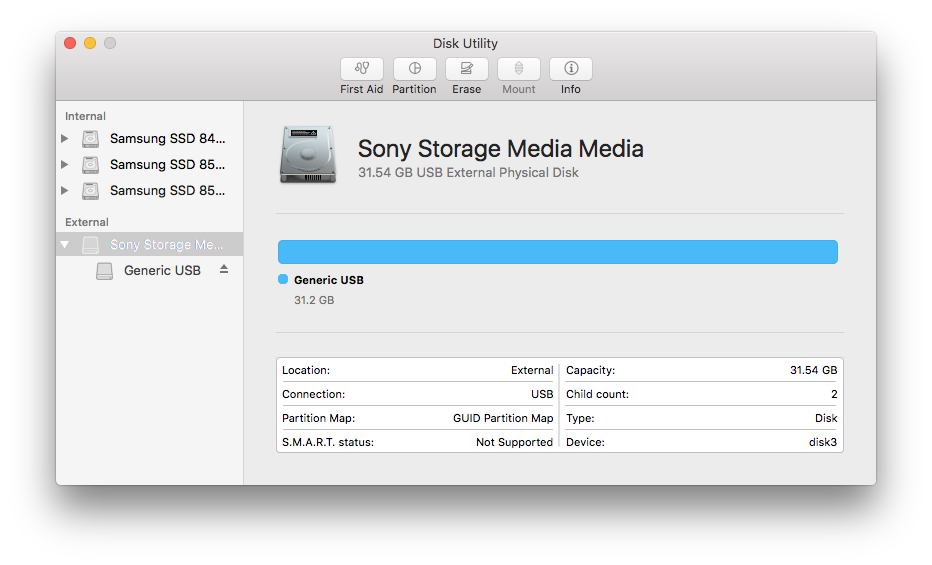 Disk Utility
First Aid
Partition
Erase
Mount
Info
Internal
Samsung SSD 84...
Samsung SSD 85...
Samsung SSD 85...
External
Sony Storage Me...
Generic USB
Sony Storage Media Media
31.54 GB USB External Physical Disk
Generic USB
31.2 GB
Location: External
Connection: USB
Partition Map: GUID Partition Map
S.M.A.R.T. status: Not Supported
Capacity: 31.54 GB
Child count: 2
Type: Disk
Device: disk3